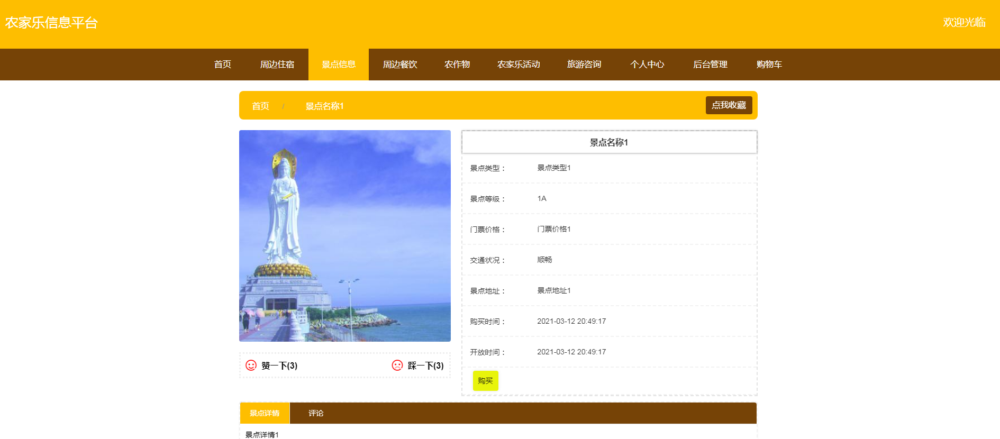 农家乐信息平台
欢迎光临
首页 周边住宿 景点信息 周边餐饮 农作物 农家乐活动 旅游咨询 个人中心 后台管理 购物车
首页 / 景点名称1
点我收藏
景点名称1
景点类型： 景点类型1
景点等级： 1A
门票价格： 门票价格1
交通状况： 顺畅
景点地址： 景点地址1
购买时间： 2021-03-12 20:49:17
开放时间： 2021-03-12 20:49:17
购买
赞一下(3) 踩一下(3)
景点详情 评论
景点详情1